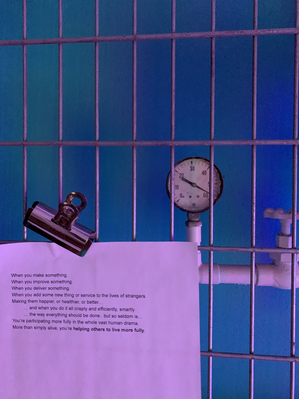 When you make something.
When you improve something.
When you deliver something.
When you add some new thing or service to the lives of strangers.
Making them happier, or healthier, or better...
... and when you do it all crisply and efficiently, smartly
... the way everything should be done.. but so seldom is...
You're participating more fully in the whole vast human drama.
More than simply alive, you're helping others to live more fully.